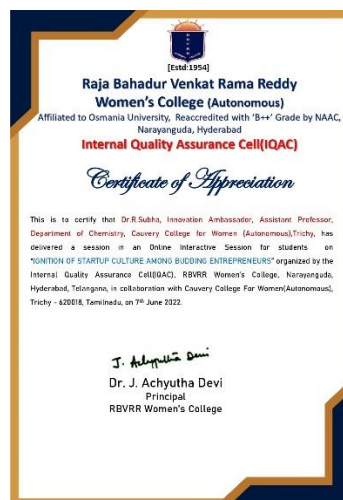 [Estd:1954]
Raja Bahadur Venkat Rama Reddy
Women's College (Autonomous)
Affiliated to Osmania University, Reaccredited with 'B++' Grade by NAAC,
Narayanguda, Hyderabad
Internal Quality Assurance Cell(IQAC)
Certificate of Appreciation
This is to certify that Dr.R.Subha, Innovation Ambassador, Assistant Professor,
Department of Chemistry, Cauvery College for Women (Autonomous),Trichy, has
delivered a session in an Online Interactive Session for students on
"IGNITION OF STARTUP CULTURE AMONG BUDDING ENTREPRENEURS" organized by the
Internal Quality Assurance Cell(IQAC), RBVRR Women's College, Narayanguda,
Hyderabad, Telangana, in collaboration with Cauvery College For Women(Autonomous),
Trichy - 620018, Tamilnadu, on 7th June 2022.
J. Achyutha Devi
Dr. J. Achyutha Devi
Principal
RBVRR Women's College